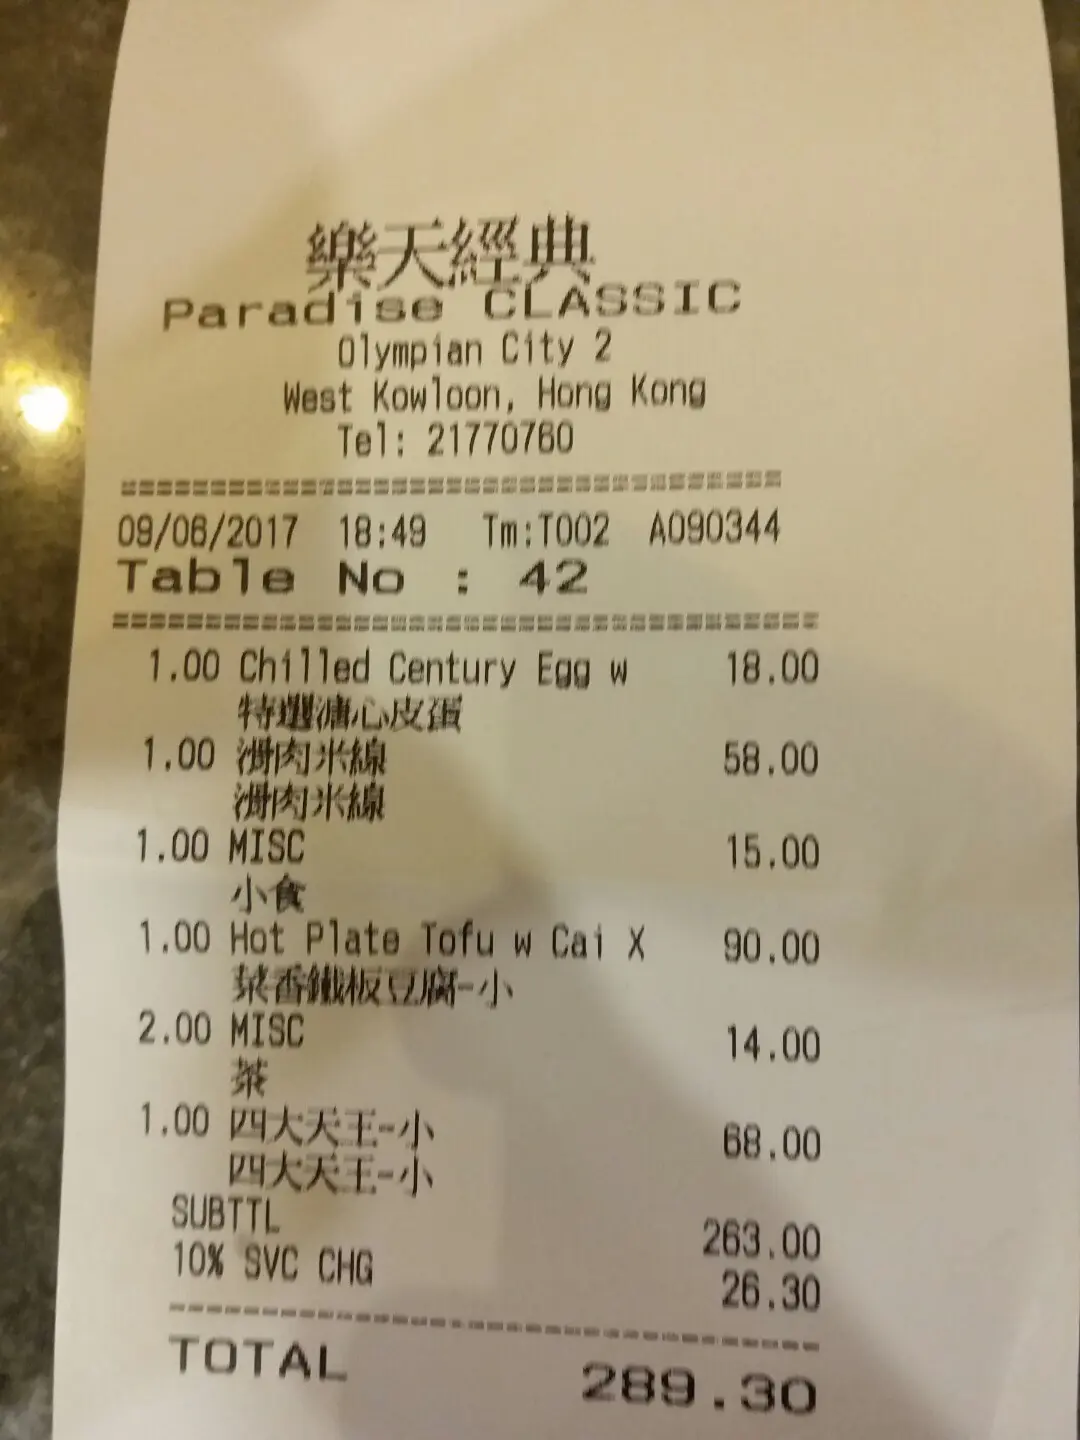 樂天經典
Paradise CLASSIC
Olympian City 2
West Kowloon, Hong Kong
Tel: 21770760
====================================
09/06/2017 18:49 Tm:T002 A090344
Table No : 42
====================================
1.00 Chilled Century Egg w 18.00
特選溏心皮蛋
1.00 滑肉米線 58.00
滑肉米線
1.00 MISC 15.00
小食
1.00 Hot Plate Tofu w Cai X 90.00
菜香鐵板豆腐-小
2.00 MISC 14.00
茶
1.00 四大天王-小 68.00
四大天王-小
SUBTTL 263.00
10% SVC CHG 26.30
------------------------------------
TOTAL 289.30